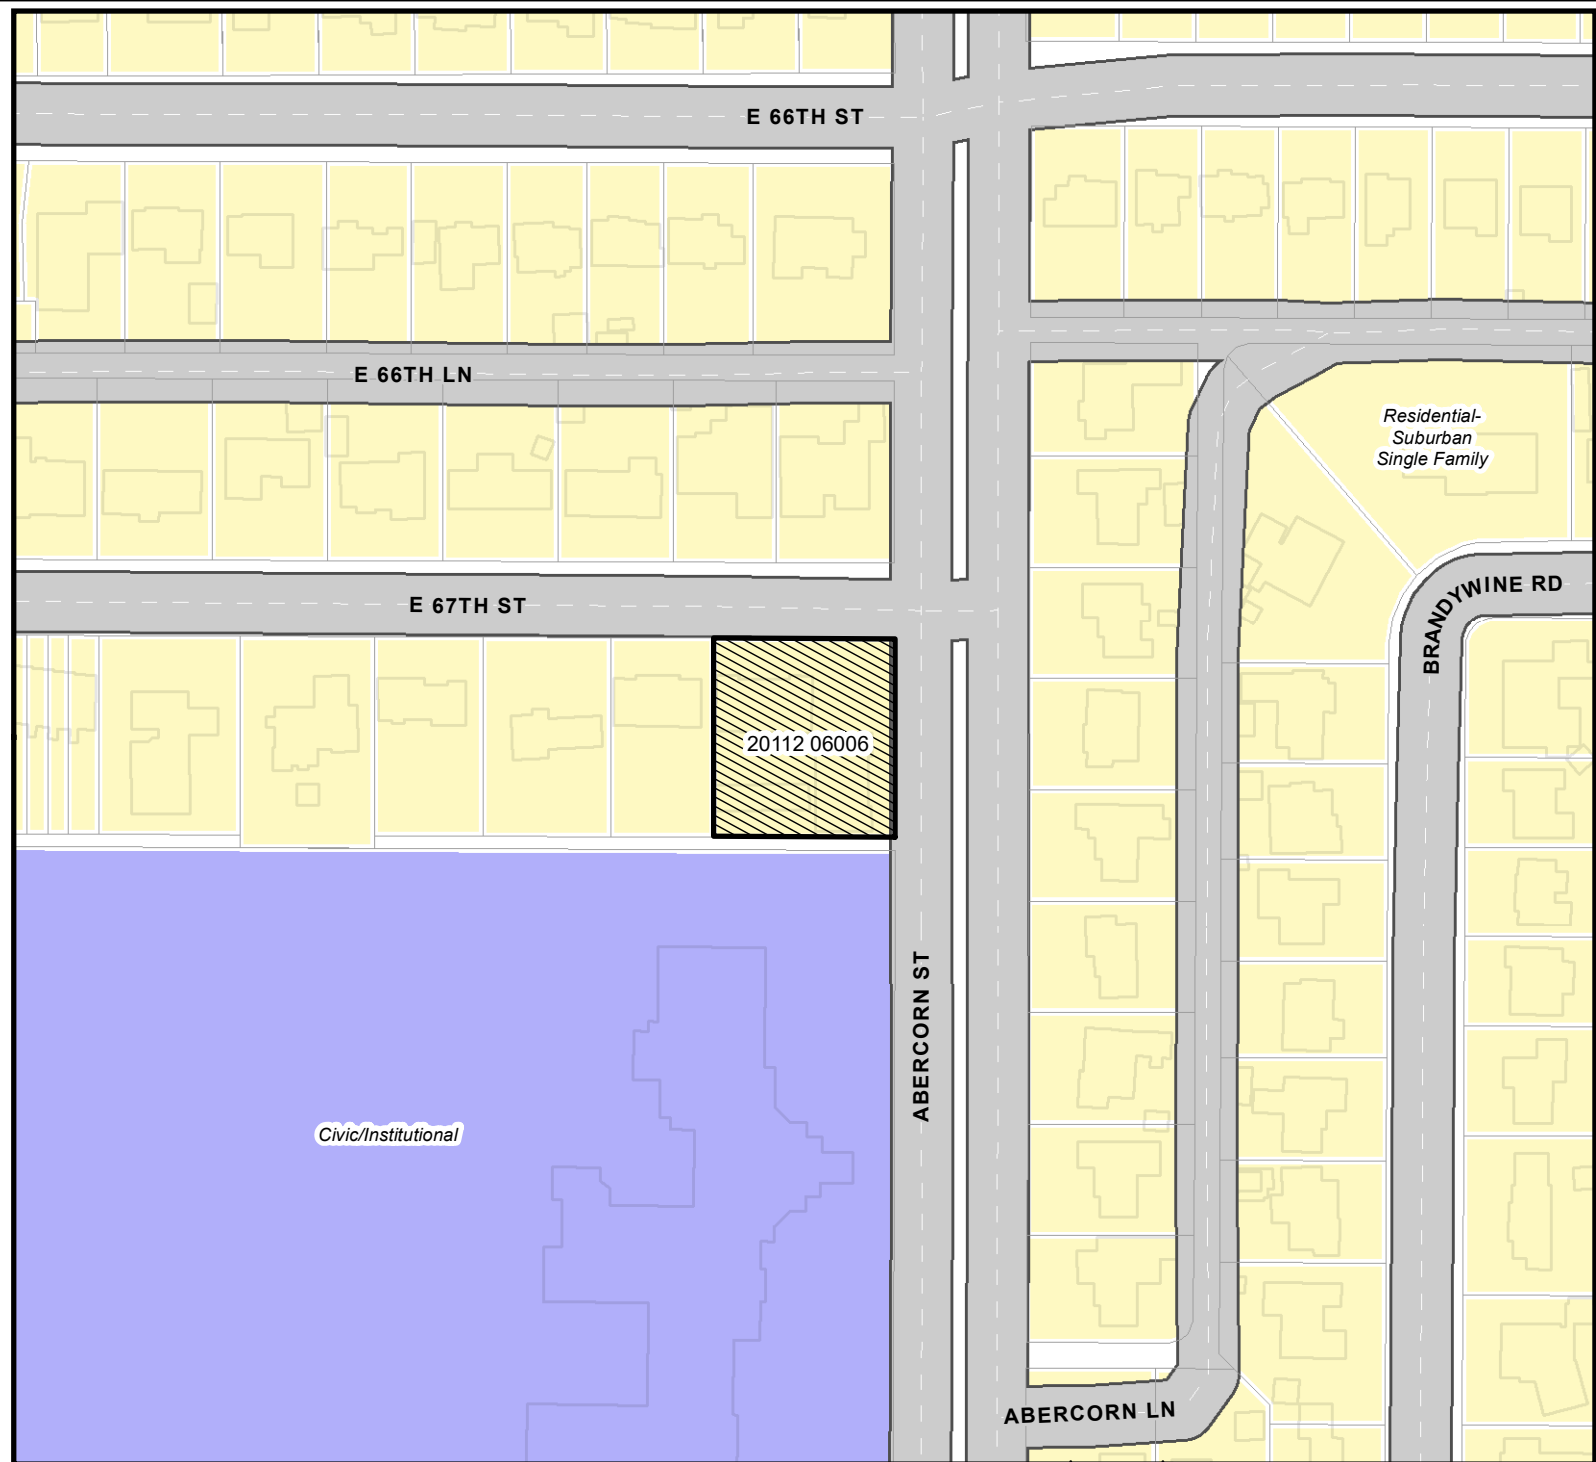 E 66TH ST
E 66TH LN
Residential-
Suburban
Single Family
BRANDYWINE RD
E 67TH ST
20112 06006
ABERCORN ST
Civic/Institutional
ABERCORN LN